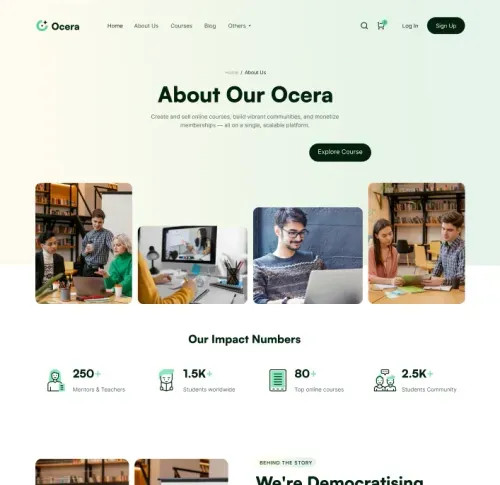 Ocera
Home About Us Courses Blog Others
Log In Sign Up
Home / About Us
About Our Ocera
Create and sell online courses, build vibrant communities, and monetize
memberships — all on a single, scalable platform.
Explore Course
Our Impact Numbers
250+
Mentors & Teachers
1.5K+
Students worldwide
80+
Top online courses
2.5K+
Students Community
BEHIND THE STORY
We're Democratising